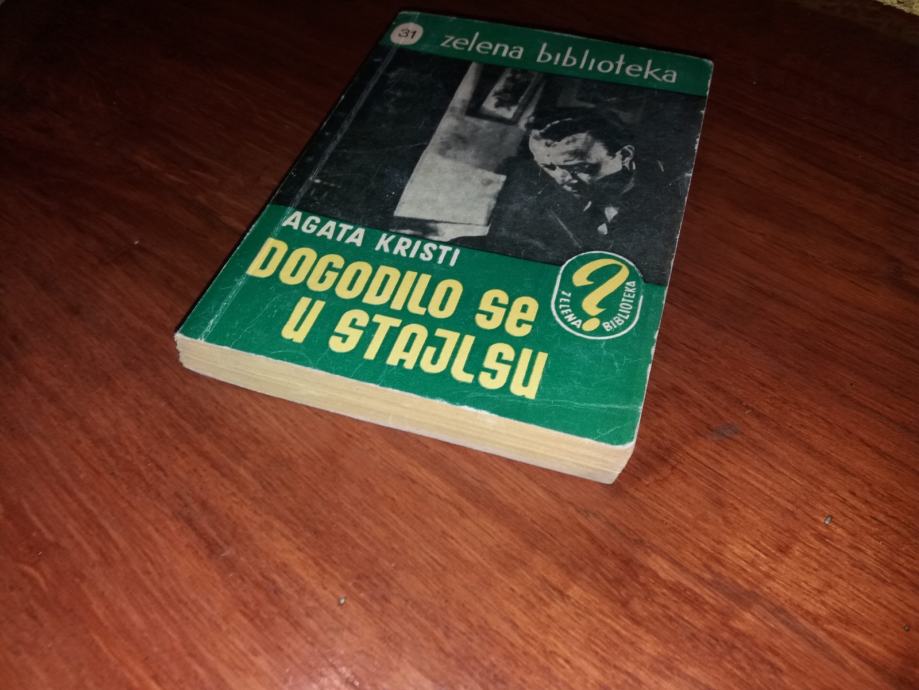 31 zelena biblioteka
AGATA KRISTI
DOGODILO Se
u STAJLSu
?
ZELENA BIBLIOTEKA